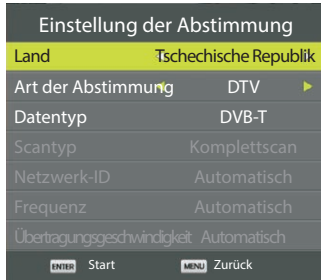 Einstellung der Abstimmung
Land Tschechische Republik
Art der Abstimmung DTV
Datentyp DVB-T
Scantyp Komplettscan
Netzwerk-ID Automatisch
Frequenz Automatisch
Übertragungsgeschwindigkeit Automatisch
ENTER Start MENU Zurück